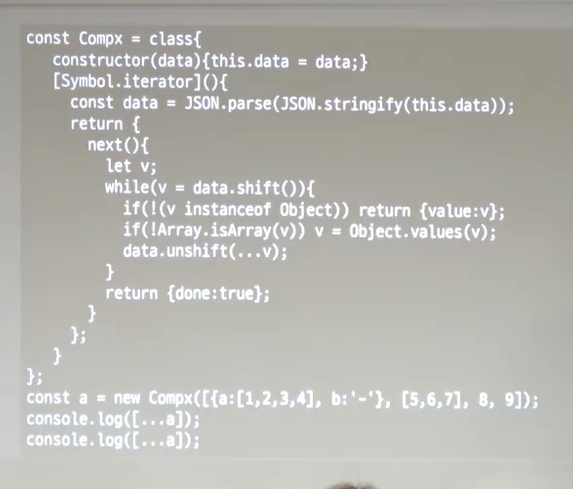 const Compx = class{
constructor(data){this.data = data;}
[Symbol.iterator](){
const data = JSON.parse(JSON.stringify(this.data));
return {
next(){
let v;
while(v = data.shift()){
if(!(v instanceof Object)) return {value:v};
if(!Array.isArray(v)) v = Object.values(v);
data.unshift(...v);
}
return {done:true};
}
};
}
};
const a = new Compx([{a:[1,2,3,4], b:'-'}, [5,6,7], 8, 9]);
console.log([...a]);
console.log([...a]);